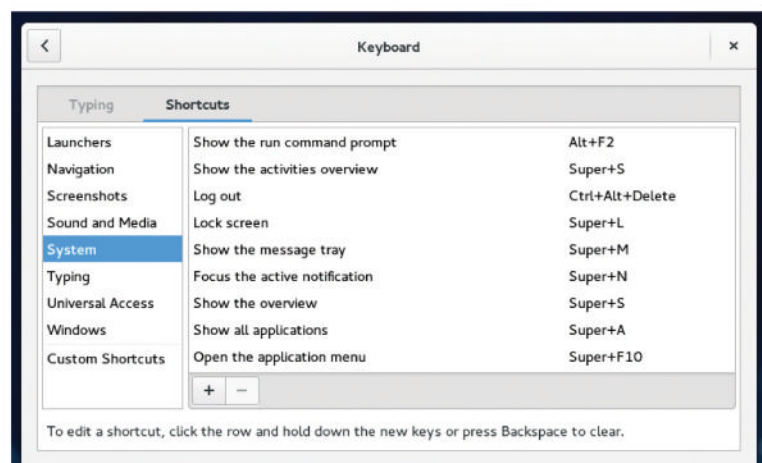 Keyboard
Typing Shortcuts
Launchers
Navigation
Screenshots
Sound and Media
System
Typing
Universal Access
Windows
Custom Shortcuts
Show the run command prompt Alt+F2
Show the activities overview Super+S
Log out Ctrl+Alt+Delete
Lock screen Super+L
Show the message tray Super+M
Focus the active notification Super+N
Show the overview Super+S
Show all applications Super+A
Open the application menu Super+F10
To edit a shortcut, click the row and hold down the new keys or press Backspace to clear.